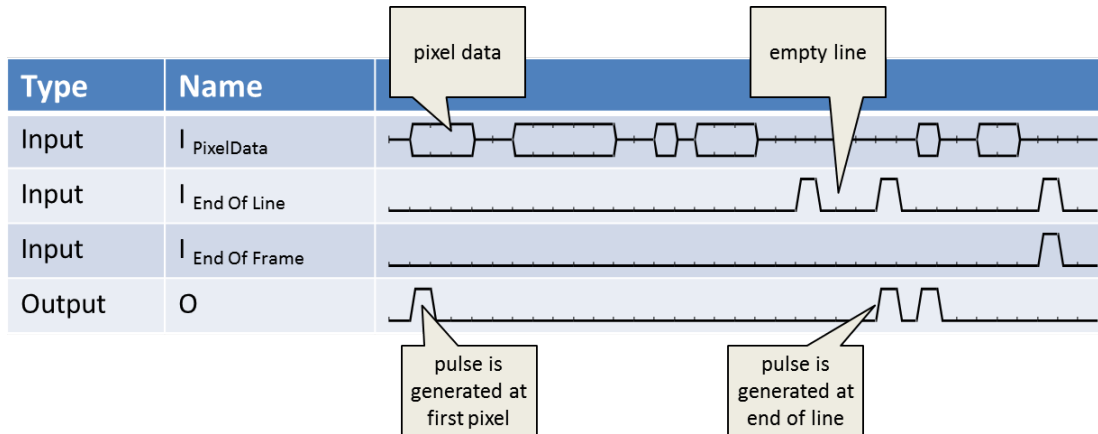 pixel data
empty line
Type Name
Input I PixelData
Input I End Of Line
Input I End Of Frame
Output O
pulse is
generated at
first pixel
pulse is
generated at
end of line